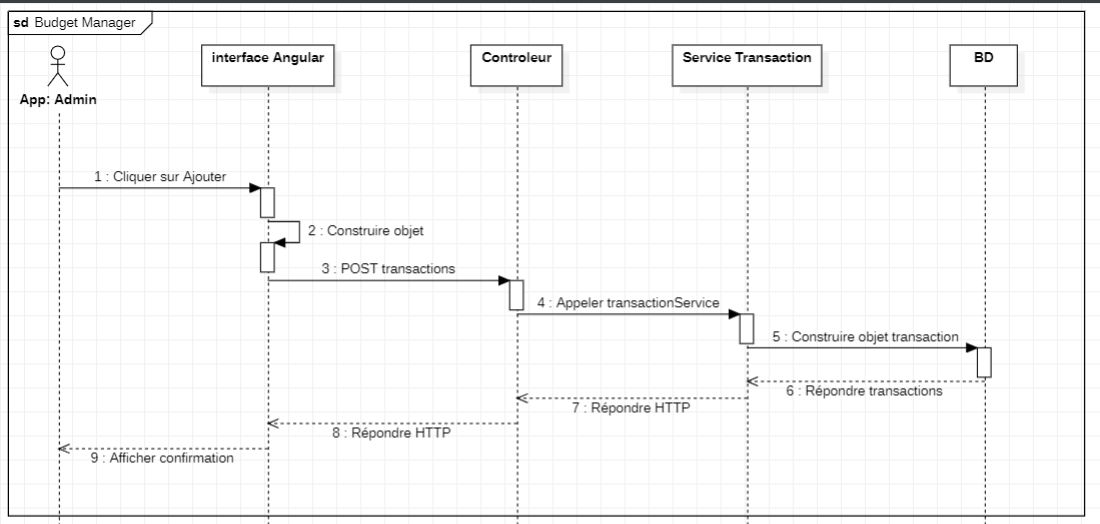 sd Budget Manager
interface Angular
Controleur
Service Transaction
BD
App: Admin
1 : Cliquer sur Ajouter
2 : Construire objet
3 : POST transactions
4 : Appeler transactionService
5 : Construire objet transaction
6 : Répondre transactions
7 : Répondre HTTP
8 : Répondre HTTP
9 : Afficher confirmation